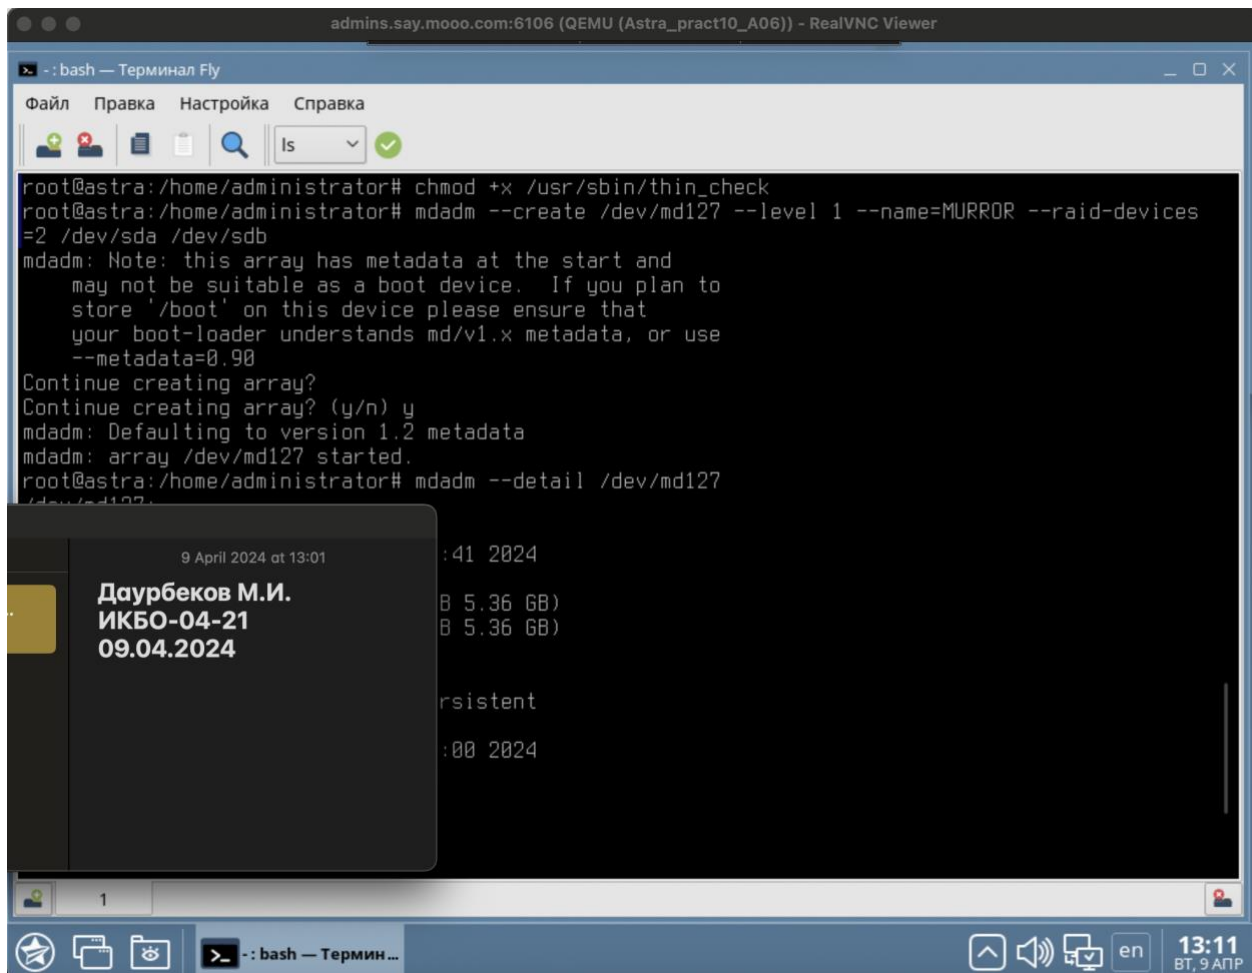 admins.say.mooo.com:6106 (QEMU (Astra_pract10_A06)) - RealVNC Viewer
- : bash — Терминал Fly
Файл Правка Настройка Справка
ls
root@astra:/home/administrator# chmod +x /usr/sbin/thin_check
root@astra:/home/administrator# mdadm --create /dev/md127 --level 1 --name=MURROR --raid-devices
=2 /dev/sda /dev/sdb
mdadm: Note: this array has metadata at the start and
may not be suitable as a boot device. If you plan to
store '/boot' on this device please ensure that
your boot-loader understands md/v1.x metadata, or use
--metadata=0.90
Continue creating array?
Continue creating array? (y/n) y
mdadm: Defaulting to version 1.2 metadata
mdadm: array /dev/md127 started.
root@astra:/home/administrator# mdadm --detail /dev/md127
:41 2024
B 5.36 GB)
B 5.36 GB)
rsistent
:00 2024
9 April 2024 at 13:01
Даурбеков М.И.
ИКБО-04-21
09.04.2024
1
- : bash — Термин...
en
13:11
ВТ, 9 АПР